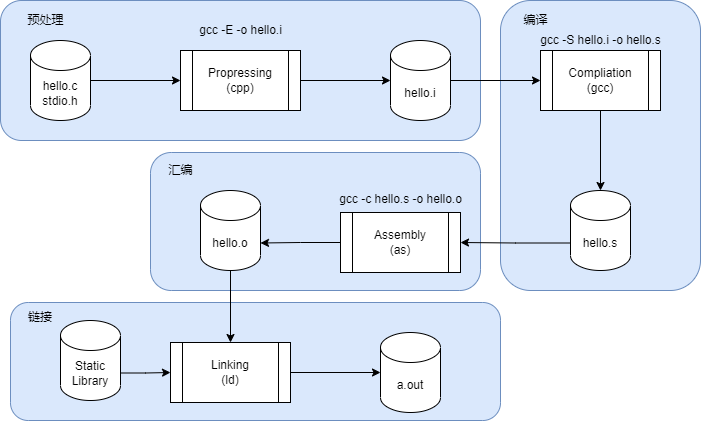 预处理
gcc -E -o hello.i
hello.c
stdio.h
Propressing
(cpp)
hello.i
编译
gcc -S hello.i -o hello.s
Compliation
(gcc)
hello.s
汇编
gcc -c hello.s -o hello.o
Assembly
(as)
hello.o
链接
Static
Library
Linking
(ld)
a.out